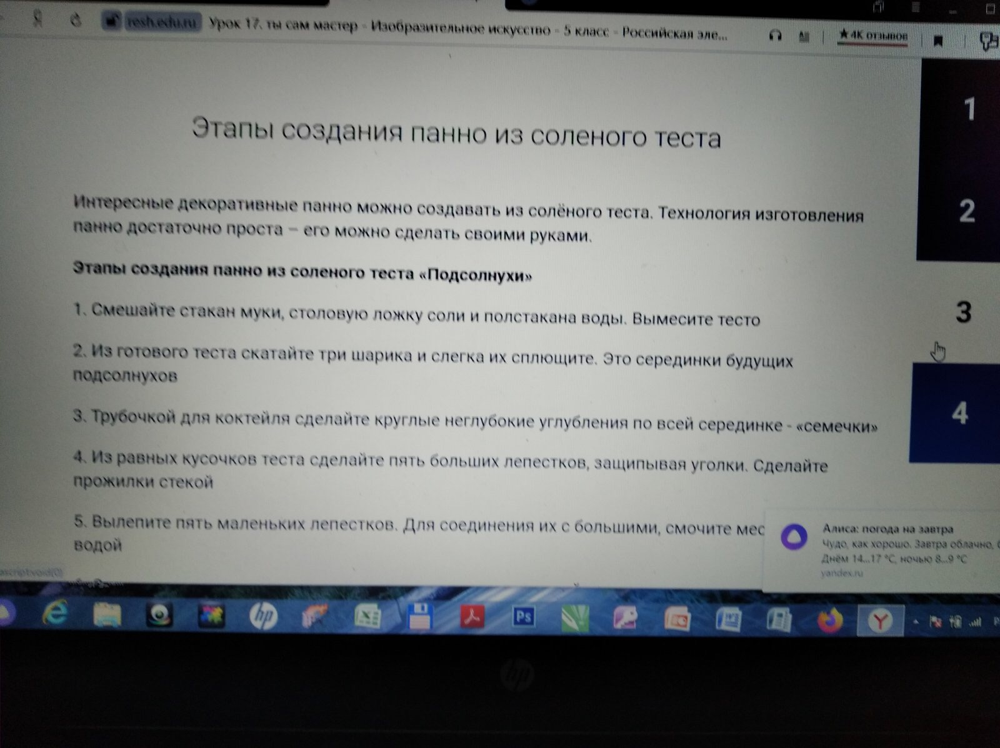 Я
resh.edu.ru Урок 17. ты сам мастер - Изобразительное искусство - 5 класс - Российская эле...
★ 4K отзывов
Этапы создания панно из соленого теста
Интересные декоративные панно можно создавать из солёного теста. Технология изготовления
панно достаточно проста – его можно сделать своими руками.
Этапы создания панно из соленого теста «Подсолнухи»
1. Смешайте стакан муки, столовую ложку соли и полстакана воды. Вымесите тесто
2. Из готового теста скатайте три шарика и слегка их сплющите. Это серединки будущих
подсолнухов
3. Трубочкой для коктейля сделайте круглые неглубокие углубления по всей серединке - «семечки»
4. Из равных кусочков теста сделайте пять больших лепестков, защипывая уголки. Сделайте
прожилки стекой
5. Вылепите пять маленьких лепестков. Для соединения их с большими, смочите мес
водой
1
2
3
4
Алиса: погода на завтра
Чудо, как хорошо. Завтра облачно,
Днём 14...17 °C, ночью 8...9 °C
yandex.ru
ascript:void(0)
hp
Ps
hp